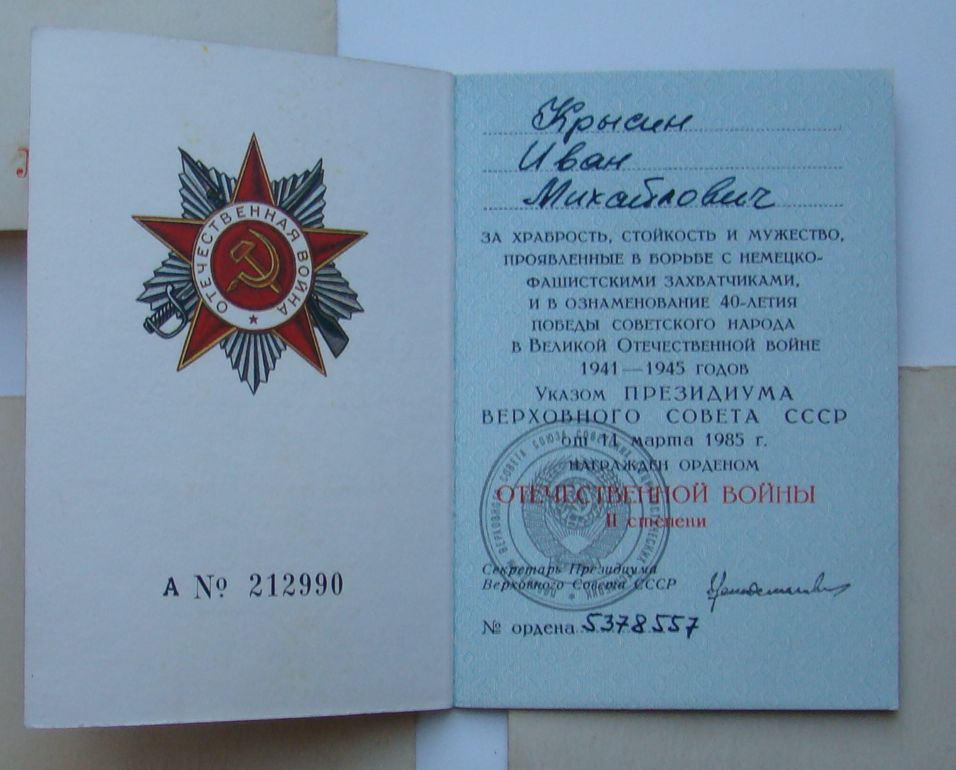 ОТЕЧЕСТВЕННАЯ ВОЙНА
А № 212990
Крысин
Иван
Михайлович
ЗА ХРАБРОСТЬ, СТОЙКОСТЬ И МУЖЕСТВО,
ПРОЯВЛЕННЫЕ В БОРЬБЕ С НЕМЕЦКО-
ФАШИСТСКИМИ ЗАХВАТЧИКАМИ,
И В ОЗНАМЕНОВАНИЕ 40-ЛЕТИЯ
ПОБЕДЫ СОВЕТСКОГО НАРОДА
В ВЕЛИКОЙ ОТЕЧЕСТВЕННОЙ ВОЙНЕ
1941—1945 ГОДОВ
УКАЗОМ ПРЕЗИДИУМА
ВЕРХОВНОГО СОВЕТА СССР
от 11 марта 1985 г.
НАГРАЖДЕН ОРДЕНОМ
ОТЕЧЕСТВЕННОЙ ВОЙНЫ
II степени
Секретарь Президиума
Верховного Совета СССР
№ ордена 5378557